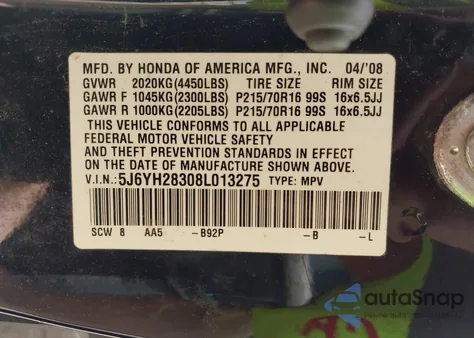 MFD. BY HONDA OF AMERICA MFG., INC. 04/'08
GVWR 2020KG(4450LBS) TIRE SIZE RIM SIZE
GAWR F 1045KG(2300LBS) P215/70R16 99S 16x6.5JJ
GAWR R 1000KG(2205LBS) P215/70R16 99S 16x6.5JJ
THIS VEHICLE CONFORMS TO ALL APPLICABLE
FEDERAL MOTOR VEHICLE SAFETY
AND THEFT PREVENTION STANDARDS IN EFFECT
ON THE DATE OF MANUFACTURE SHOWN ABOVE.
V.I.N.:5J6YH28308L013275 TYPE: MPV
SCW 8 AA5 -B92P -B -L
autoSnap